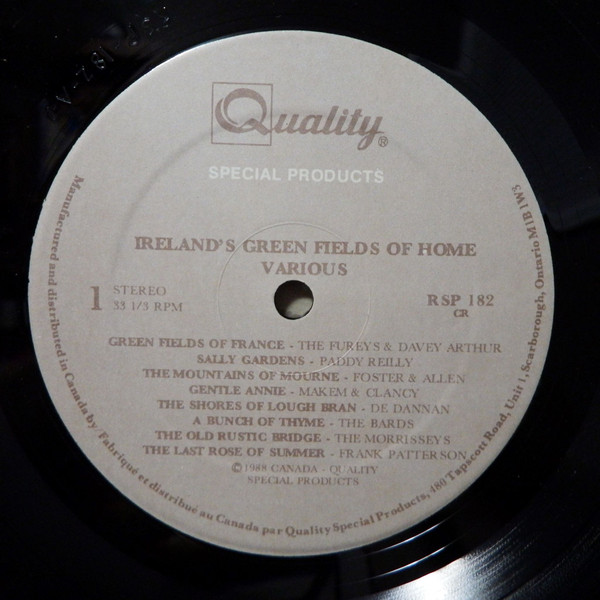 Quality®
SPECIAL PRODUCTS
IRELAND'S GREEN FIELDS OF HOME
VARIOUS
1
STEREO
33 1/3 RPM
RSP 182
CR
GREEN FIELDS OF FRANCE - THE FUREYS & DAVEY ARTHUR
SALLY GARDENS - PADDY REILLY
THE MOUNTAINS OF MOURNE - FOSTER & ALLEN
GENTLE ANNIE - MAKEM & CLANCY
THE SHORES OF LOUGH BRAN - DE DANNAN
A BUNCH OF THYME - THE BARDS
THE OLD RUSTIC BRIDGE - THE MORRISSEYS
THE LAST ROSE OF SUMMER - FRANK PATTERSON
©1988 CANADA - QUALITY
SPECIAL PRODUCTS
Manufactured and distributed in Canada by/Fabriqué et distribué au Canada par Quality Special Products, 480 Tapscott Road, Unit 1, Scarborough, Ontario M1B 1W3